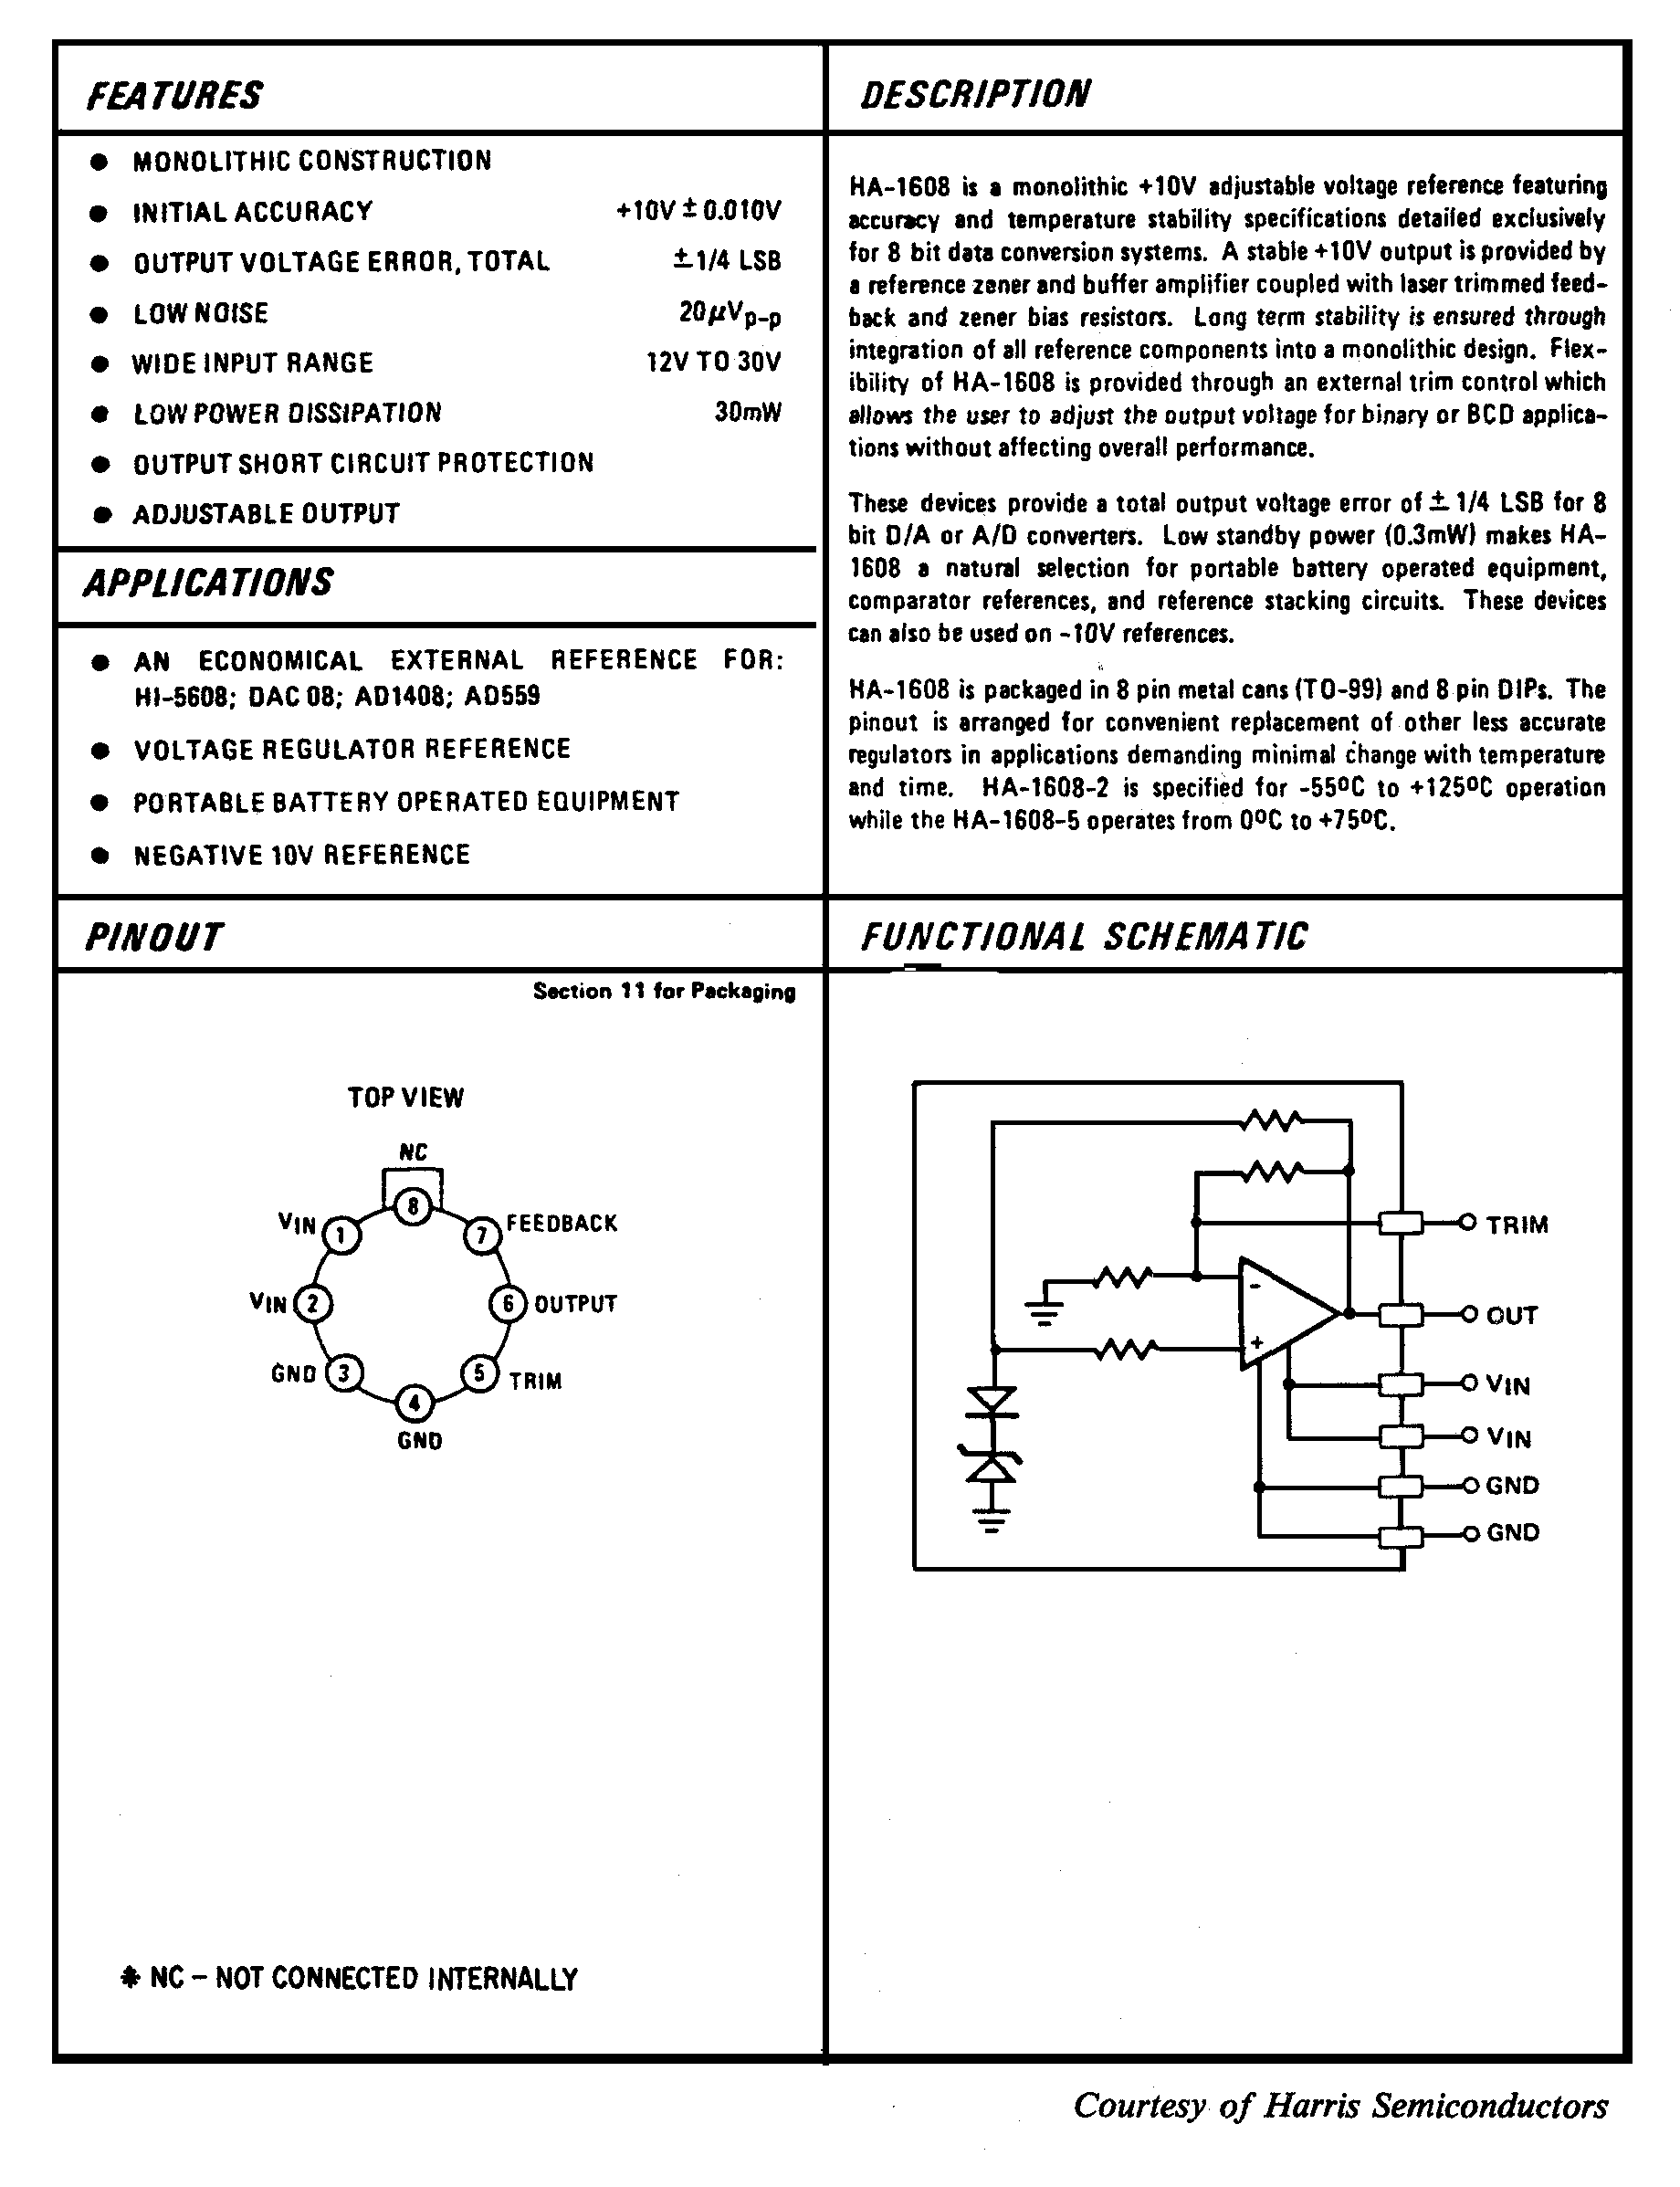 FEATURES
● MONOLITHIC CONSTRUCTION
● INITIAL ACCURACY +10V ± 0.010V
● OUTPUT VOLTAGE ERROR, TOTAL ±1/4 LSB
● LOW NOISE 20μVp-p
● WIDE INPUT RANGE 12V TO 30V
● LOW POWER DISSIPATION 30mW
● OUTPUT SHORT CIRCUIT PROTECTION
● ADJUSTABLE OUTPUT
APPLICATIONS
● AN ECONOMICAL EXTERNAL REFERENCE FOR:
HI-5608; DAC 08; AD1408; AD559
● VOLTAGE REGULATOR REFERENCE
● PORTABLE BATTERY OPERATED EQUIPMENT
● NEGATIVE 10V REFERENCE
DESCRIPTION
HA-1608 is a monolithic +10V adjustable voltage reference featuring
accuracy and temperature stability specifications detailed exclusively
for 8 bit data conversion systems. A stable +10V output is provided by
a reference zener and buffer amplifier coupled with laser trimmed feed-
back and zener bias resistors. Long term stability is ensured through
integration of all reference components into a monolithic design. Flex-
ibility of HA-1608 is provided through an external trim control which
allows the user to adjust the output voltage for binary or BCD applica-
tions without affecting overall performance.
These devices provide a total output voltage error of ± 1/4 LSB for 8
bit D/A or A/D converters. Low standby power (0.3mW) makes HA-
1608 a natural selection for portable battery operated equipment,
comparator references, and reference stacking circuits. These devices
can also be used on -10V references.
HA-1608 is packaged in 8 pin metal cans (TO-99) and 8 pin DIPs. The
pinout is arranged for convenient replacement of other less accurate
regulators in applications demanding minimal change with temperature
and time. HA-1608-2 is specified for -55ºC to +125ºC operation
while the HA-1608-5 operates from 0ºC to +75ºC.
PINOUT
Section 11 for Packaging
TOP VIEW
NC
8
VIN 1
7 FEEDBACK
VIN 2
6 OUTPUT
GND 3
5 TRIM
4
GND
* NC – NOT CONNECTED INTERNALLY
FUNCTIONAL SCHEMATIC
TRIM
-
OUT
+
VIN
VIN
GND
GND
Courtesy of Harris Semiconductors